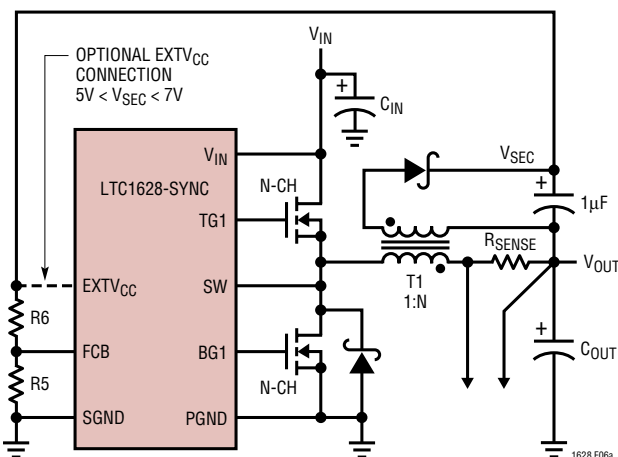 OPTIONAL EXTVCC
CONNECTION
5V < VSEC < 7V
VIN
+
CIN
VIN
LTC1628-SYNC
N-CH
TG1
VSEC
+
1µF
RSENSE
VOUT
T1
1:N
EXTVCC
SW
R6
FCB
BG1
+
COUT
R5
N-CH
SGND
PGND
1628 F06a